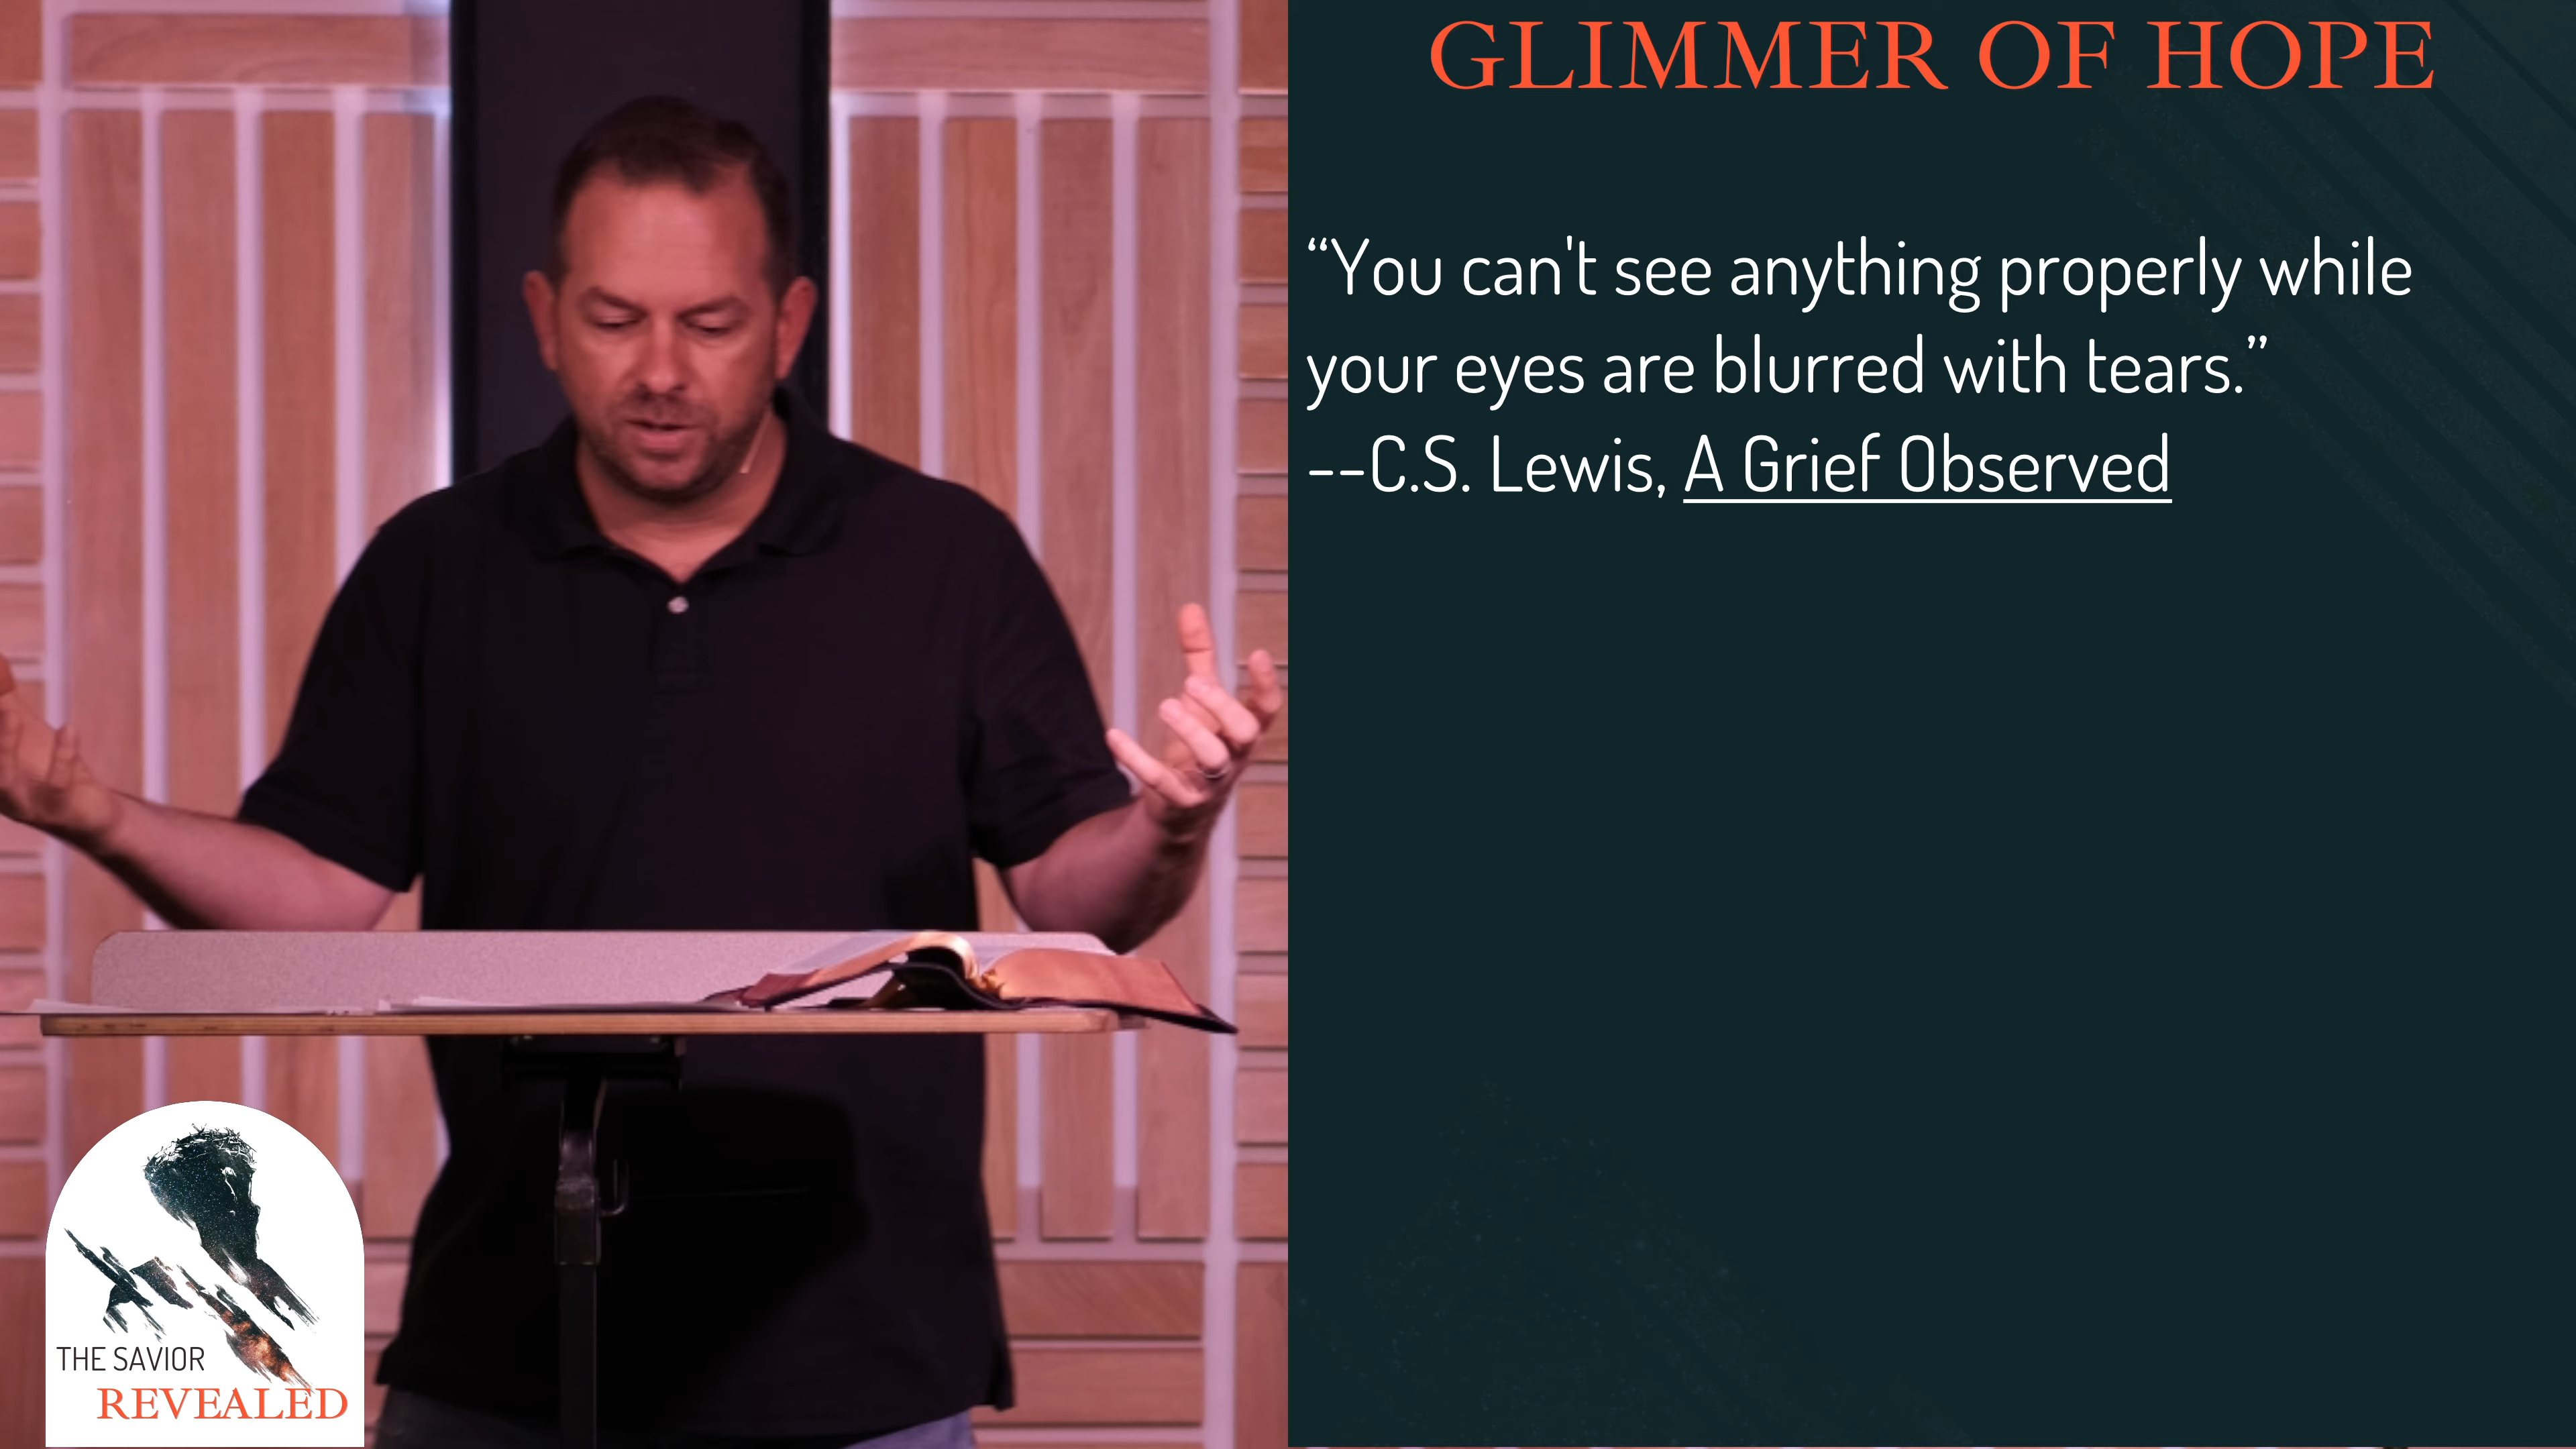 GLIMMER OF HOPE
“You can't see anything properly while
your eyes are blurred with tears.”
--C.S. Lewis, A Grief Observed
THE SAVIOR
REVEALED